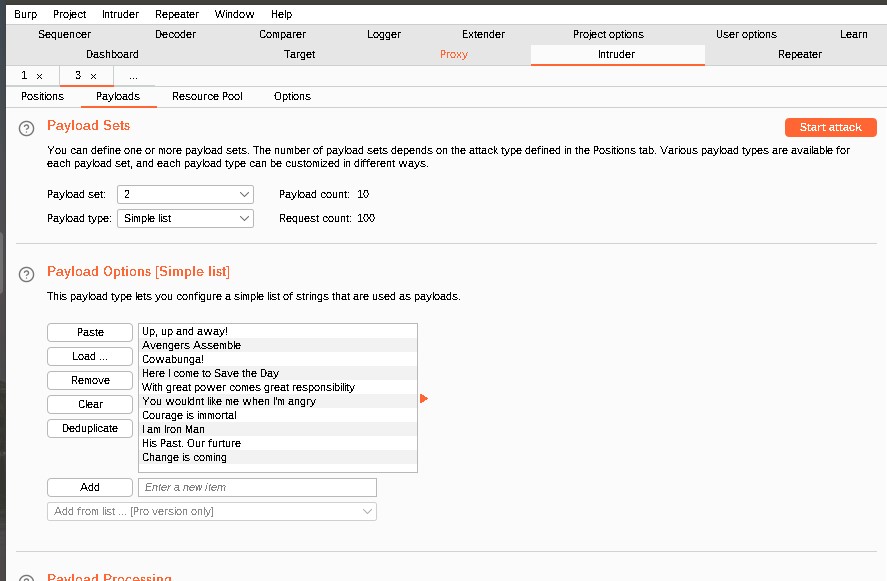 Burp Project Intruder Repeater Window Help
Sequencer Decoder Comparer Logger Extender Project options User options Learn
Dashboard Target Proxy Intruder Repeater
1 × 3 × ...
Positions Payloads Resource Pool Options
? Payload Sets Start attack
You can define one or more payload sets. The number of payload sets depends on the attack type defined in the Positions tab. Various payload types are available for
each payload set, and each payload type can be customized in different ways.
Payload set: 2 Payload count: 10
Payload type: Simple list Request count: 100
? Payload Options [Simple list]
This payload type lets you configure a simple list of strings that are used as payloads.
Paste
Load ...
Remove
Clear
Deduplicate
Up, up and away!
Avengers Assemble
Cowabunga!
Here I come to Save the Day
With great power comes great responsibility
You wouldnt like me when I'm angry
Courage is immortal
I am Iron Man
His Past. Our furture
Change is coming
Add Enter a new item
Add from list ... [Pro version only]
? Payload Processing